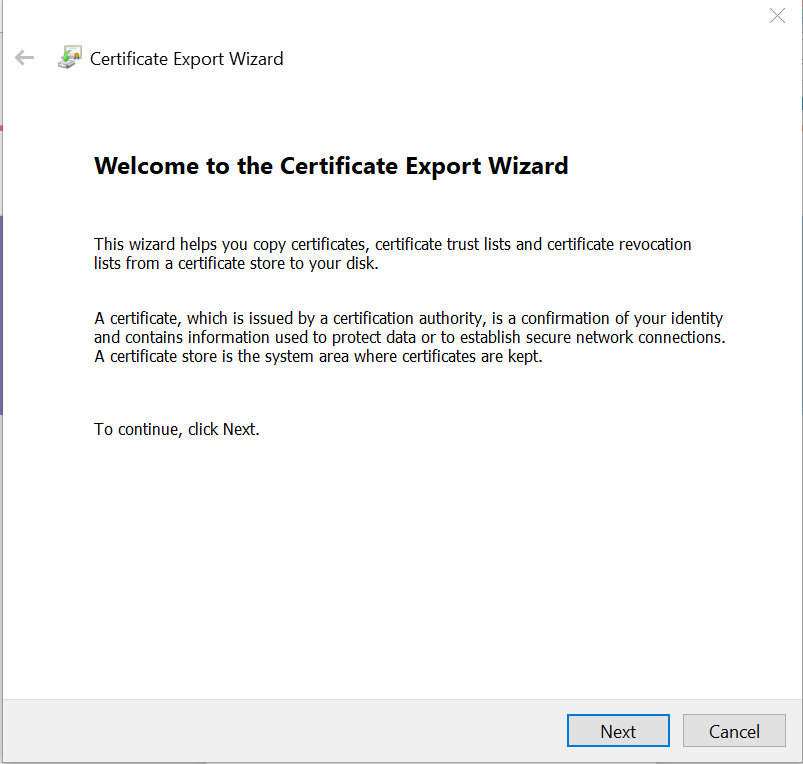 Certificate Export Wizard
Welcome to the Certificate Export Wizard
This wizard helps you copy certificates, certificate trust lists and certificate revocation
lists from a certificate store to your disk.
A certificate, which is issued by a certification authority, is a confirmation of your identity
and contains information used to protect data or to establish secure network connections.
A certificate store is the system area where certificates are kept.
To continue, click Next.
Next
Cancel